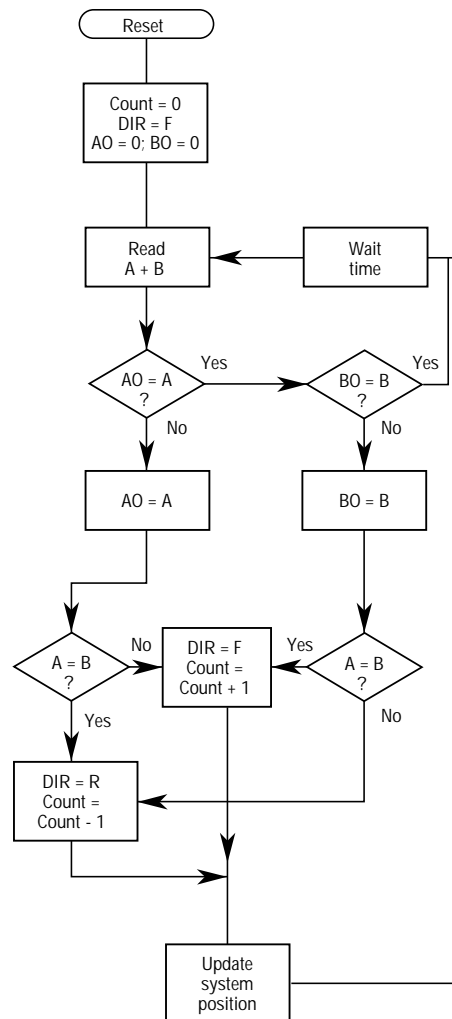 Reset
Count = 0
DIR = F
AO = 0; BO = 0
Read
A + B
Wait
time
AO = A
?
Yes
No
BO = B
?
Yes
No
AO = A
BO = B
A = B
?
No
Yes
DIR = F
Count =
Count + 1
Yes
A = B
?
No
DIR = R
Count =
Count - 1
Update
system
position